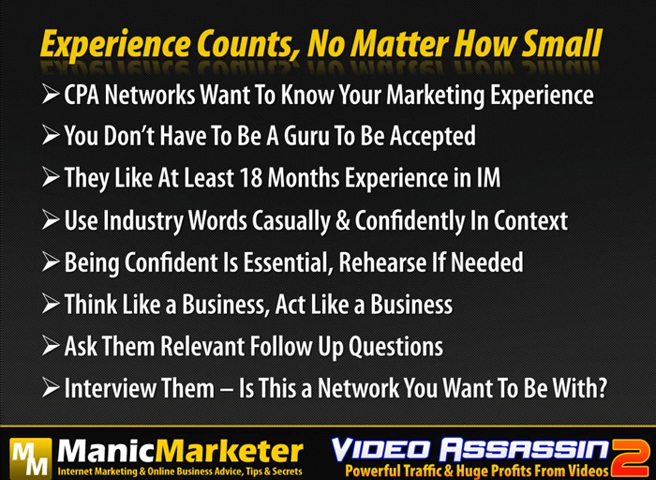 Experience Counts, No Matter How Small
➢ CPA Networks Want To Know Your Marketing Experience
➢ You Don't Have To Be A Guru To Be Accepted
➢ They Like At Least 18 Months Experience in IM
➢ Use Industry Words Casually & Confidently In Context
➢ Being Confident Is Essential, Rehearse If Needed
➢ Think Like a Business, Act Like a Business
➢ Ask Them Relevant Follow Up Questions
➢ Interview Them – Is This a Network You Want To Be With?
MM ManicMarketer
Internet Marketing & Online Business Advice, Tips & Secrets
Video Assassin 2
Powerful Traffic & Huge Profits From Videos